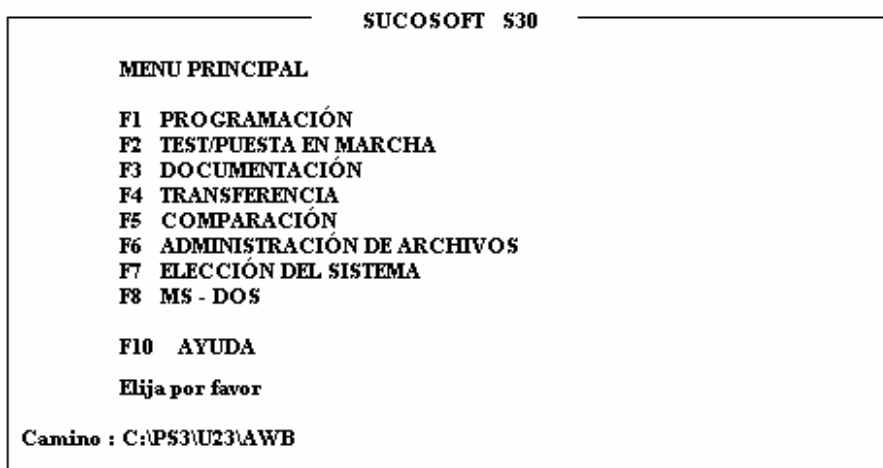 SUCOSOFT S30
MENU PRINCIPAL
F1 PROGRAMACIÓN
F2 TEST/PUESTA EN MARCHA
F3 DOCUMENTACIÓN
F4 TRANSFERENCIA
F5 COMPARACIÓN
F6 ADMINISTRACIÓN DE ARCHIVOS
F7 ELECCIÓN DEL SISTEMA
F8 MS - DOS
F10 AYUDA
Elija por favor
Camino : C:\PS3\U23\AWB